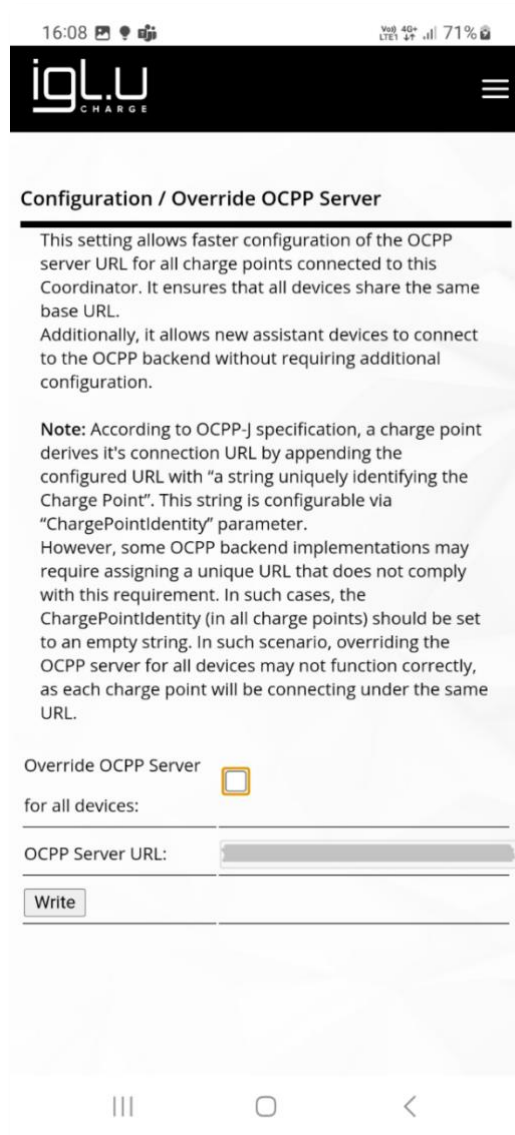 16:08
Vo)) 4G+ 71%
LTE1
igL.U
CHARGE
Configuration / Override OCPP Server
This setting allows faster configuration of the OCPP
server URL for all charge points connected to this
Coordinator. It ensures that all devices share the same
base URL.
Additionally, it allows new assistant devices to connect
to the OCPP backend without requiring additional
configuration.
Note: According to OCPP-J specification, a charge point
derives it's connection URL by appending the
configured URL with “a string uniquely identifying the
Charge Point”. This string is configurable via
“ChargePointIdentity” parameter.
However, some OCPP backend implementations may
require assigning a unique URL that does not comply
with this requirement. In such cases, the
ChargePointIdentity (in all charge points) should be set
to an empty string. In such scenario, overriding the
OCPP server for all devices may not function correctly,
as each charge point will be connecting under the same
URL.
Override OCPP Server
for all devices:
OCPP Server URL:
Write